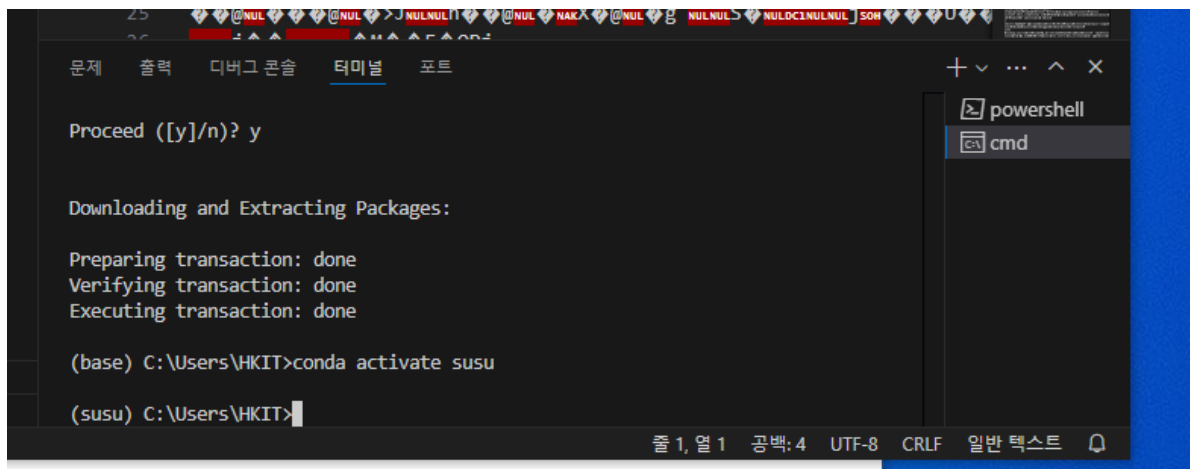 25
문제 출력 디버그 콘솔 터미널 포트
powershell
cmd
Proceed ([y]/n)? y
Downloading and Extracting Packages:
Preparing transaction: done
Verifying transaction: done
Executing transaction: done
(base) C:\Users\HKIT>conda activate susu
(susu) C:\Users\HKIT>
줄 1, 열 1 공백: 4 UTF-8 CRLF 일반 텍스트